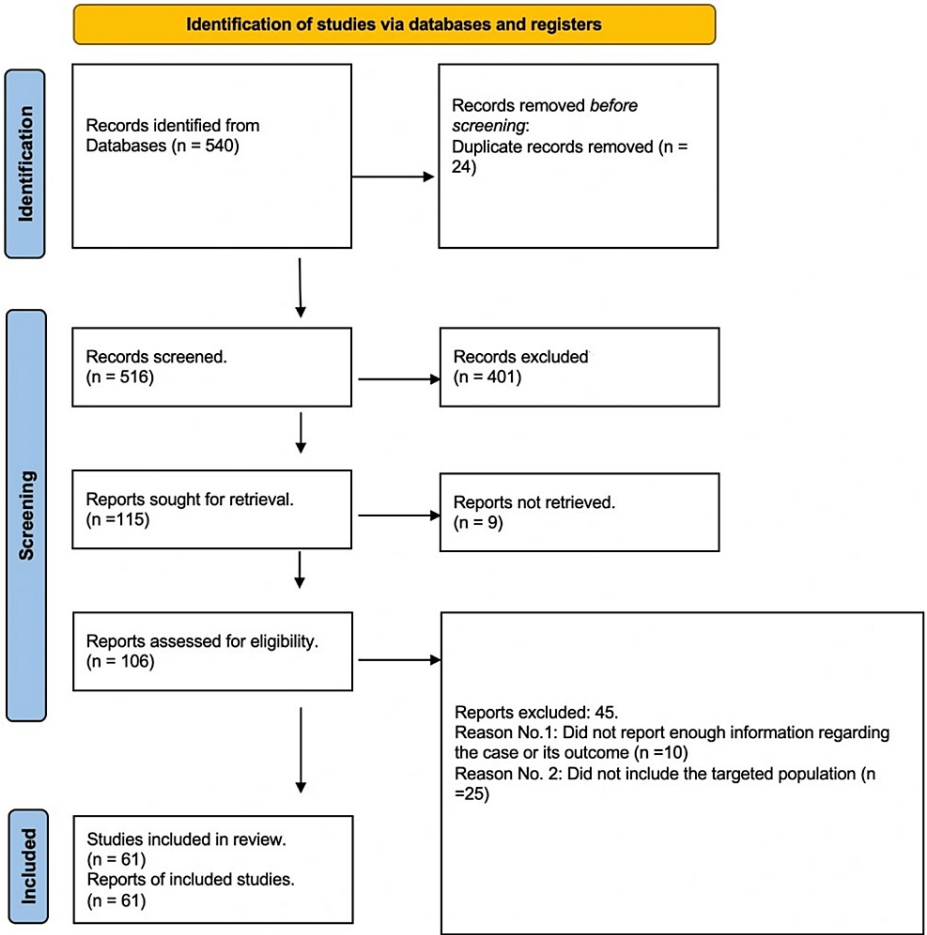 Identification of studies via databases and registers
Identification
Records identified from
Databases (n = 540)
Records removed before
screening:
Duplicate records removed (n =
24)
Screening
Records screened.
(n = 516)
Records excluded
(n = 401)
Reports sought for retrieval.
(n =115)
Reports not retrieved.
(n = 9)
Reports assessed for eligibility.
(n = 106)
Reports excluded: 45.
Reason No.1: Did not report enough information regarding
the case or its outcome (n =10)
Reason No. 2: Did not include the targeted population (n
=25)
Included
Studies included in review.
(n = 61)
Reports of included studies.
(n = 61)